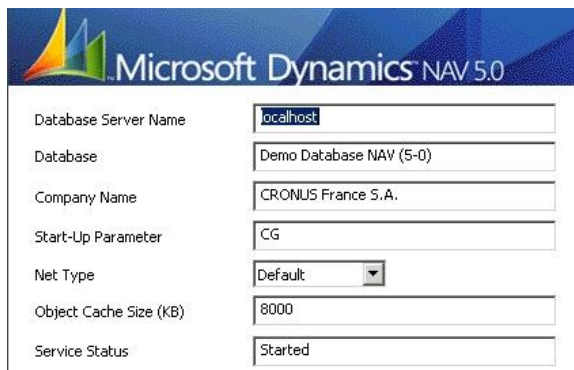 Microsoft Dynamics NAV 5.0
Database Server Name localhost
Database Demo Database NAV (5-0)
Company Name CRONUS France S.A.
Start-Up Parameter CG
Net Type Default
Object Cache Size (KB) 8000
Service Status Started